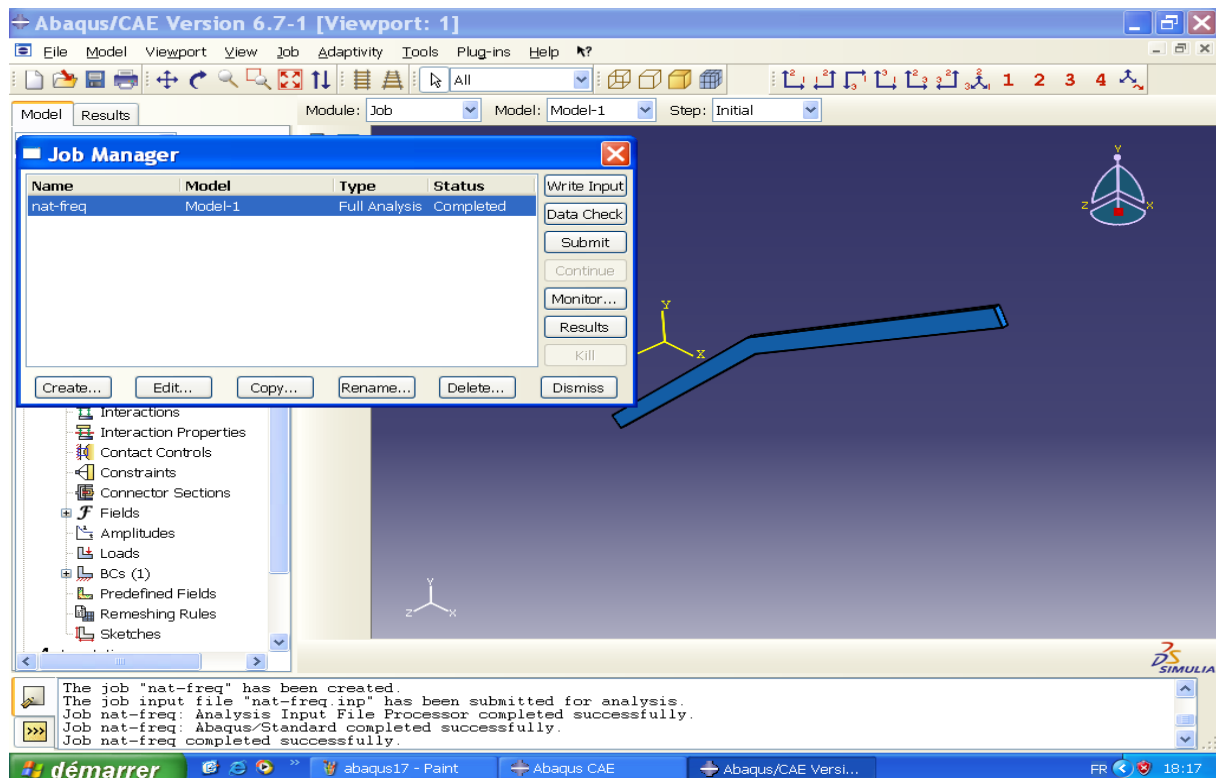 Abaqus/CAE Version 6.7-1 [Viewport: 1]
File Model Viewport View Job Adaptivity Tools Plug-ins Help
All
1 2 3 4
Model Results
Module: Job Model: Model-1 Step: Initial
Job Manager
Name Model Type Status
nat-freq Model-1 Full Analysis Completed
Write Input
Data Check
Submit
Continue
Monitor...
Results
Kill
Create... Edit... Copy... Rename... Delete... Dismiss
Y
Z X
Y
X
Interactions
Interaction Properties
Contact Controls
Constraints
Connector Sections
Fields
Amplitudes
Loads
BCs (1)
Predefined Fields
Remeshing Rules
Sketches
Y
Z X
SIMULIA
The job "nat-freq" has been created.
The job input file "nat-freq.inp" has been submitted for analysis.
Job nat-freq: Analysis Input File Processor completed successfully.
Job nat-freq: Abaqus/Standard completed successfully.
Job nat-freq completed successfully.
démarrer abaqus17 - Paint Abaqus CAE Abaqus/CAE Versi... FR 18:17